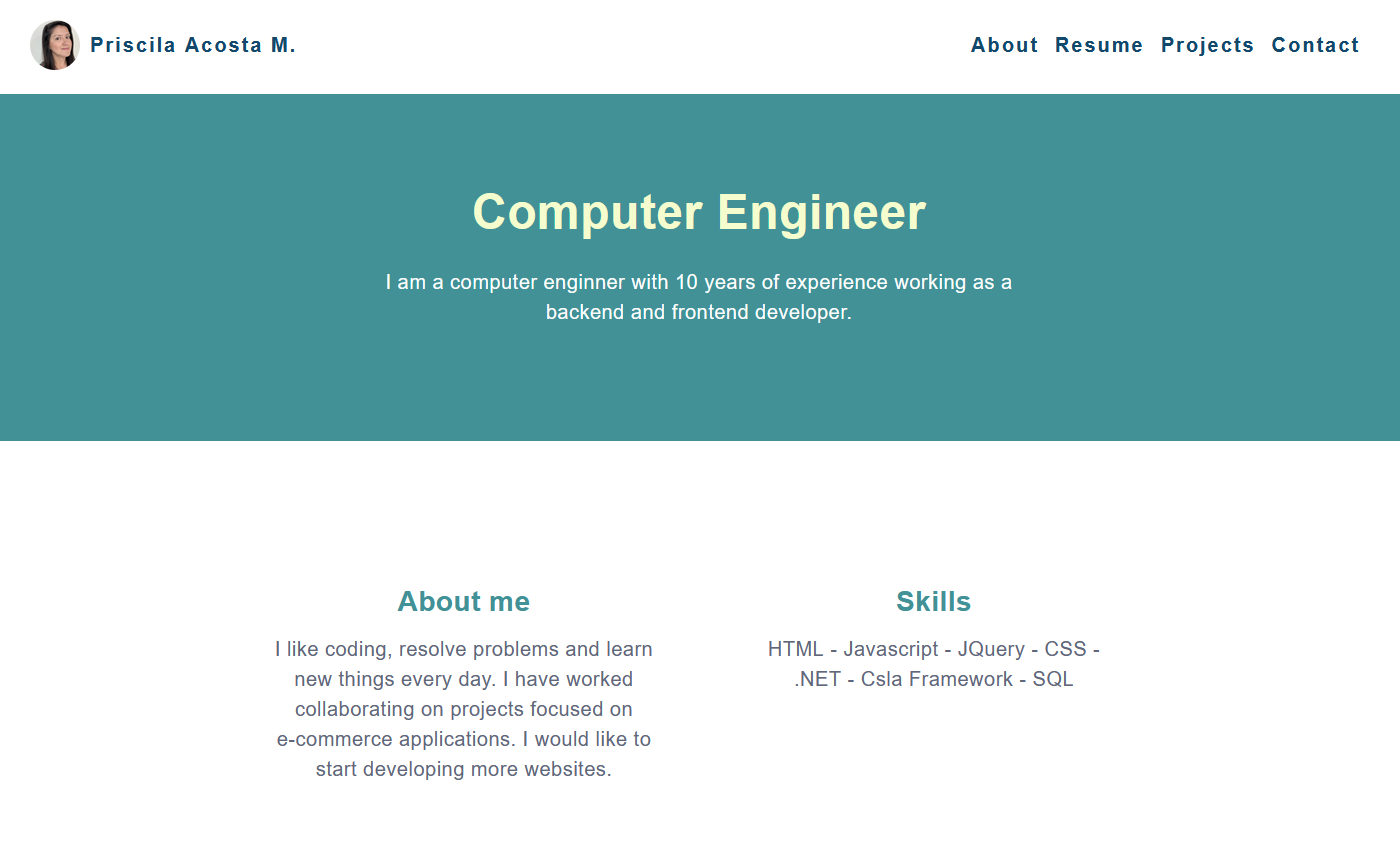 Priscila Acosta M.
About Resume Projects Contact
Computer Engineer
I am a computer enginner with 10 years of experience working as a
backend and frontend developer.
About me
I like coding, resolve problems and learn
new things every day. I have worked
collaborating on projects focused on
e-commerce applications. I would like to
start developing more websites.
Skills
HTML - Javascript - JQuery - CSS -
.NET - Csla Framework - SQL